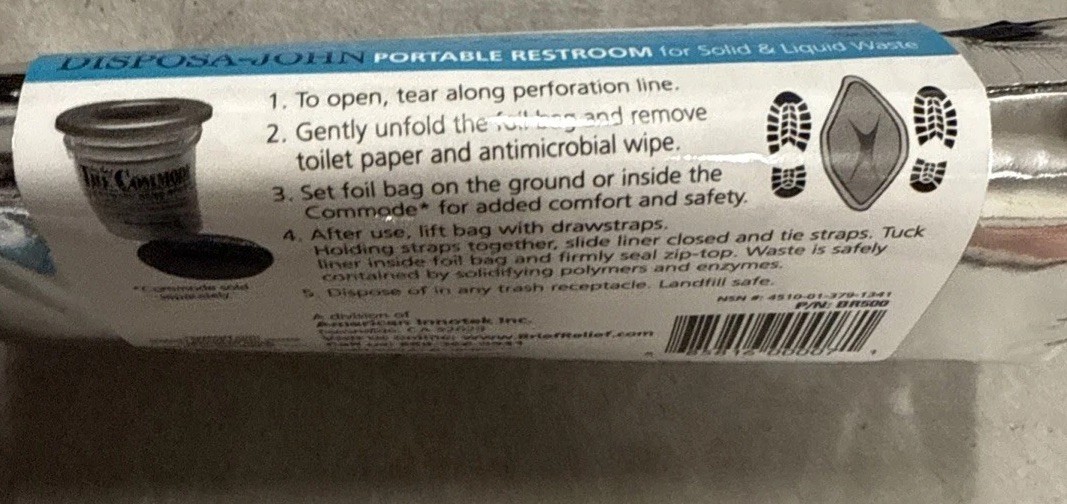 DISPOSA-JOHN PORTABLE RESTROOM for Solid & Liquid Waste
1. To open, tear along perforation line.
2. Gently unfold the foil bag and remove
toilet paper and antimicrobial wipe.
3. Set foil bag on the ground or inside the
Commode* for added comfort and safety.
4. After use, lift bag with drawstraps.
Holding straps together, slide liner closed and tie straps. Tuck
liner inside foil bag and firmly seal zip-top. Waste is safely
contained by solidifying polymers and enzymes.
5. Dispose of in any trash receptacle. Landfill safe.
THE COMMODE
*Commode sold
separately
NSN #: 4510-01-379-1341
P/N: BR500
A division of
American Innotek Inc.
www.BriefRelief.com